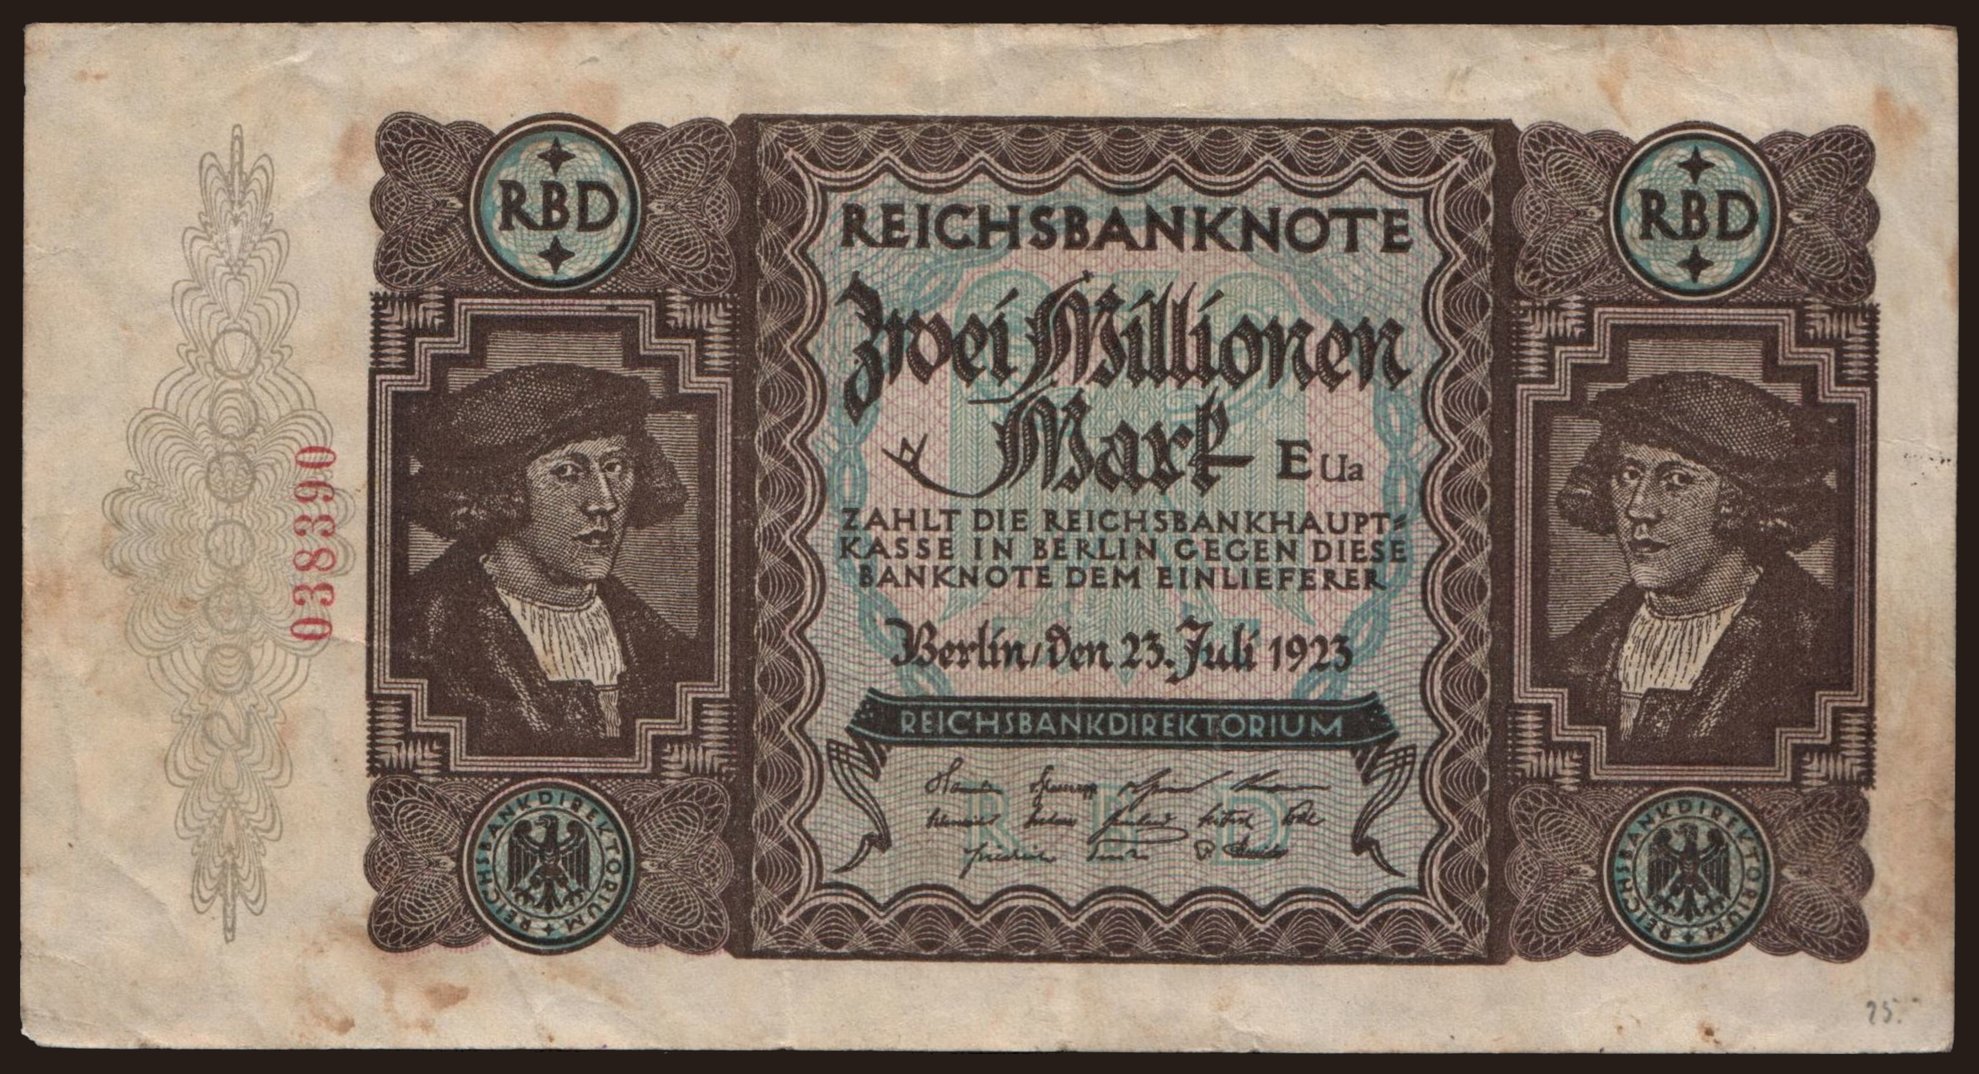 RBD
RBD
REICHSBANKNOTE
Zwei Millionen
Mark
E Ua
ZAHLT DIE REICHSBANKHAUPT=
KASSE IN BERLIN GEGEN DIESE
BANKNOTE DEM EINLIEFERER
Berlin, den 23. Juli 1923
REICHSBANKDIREKTORIUM
R B D
038390
REICHSBANKDIREKTORIUM
REICHSBANKDIREKTORIUM